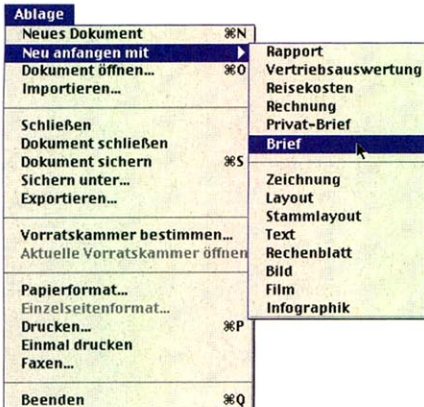 Ablage
Neues Dokument ⌘N
Neu anfangen mit
Dokument öffnen... ⌘O
Importieren...
Schließen
Dokument schließen
Dokument sichern ⌘S
Sichern unter...
Exportieren...
Vorratskammer bestimmen...
Aktuelle Vorratskammer öffnen
Papierformat...
Einzelseitenformat...
Drucken... ⌘P
Einmal drucken
Faxen...
Beenden ⌘Q
Rapport
Vertriebsauswertung
Reisekosten
Rechnung
Privat-Brief
Brief
Zeichnung
Layout
Stammlayout
Text
Rechenblatt
Bild
Film
Infographik